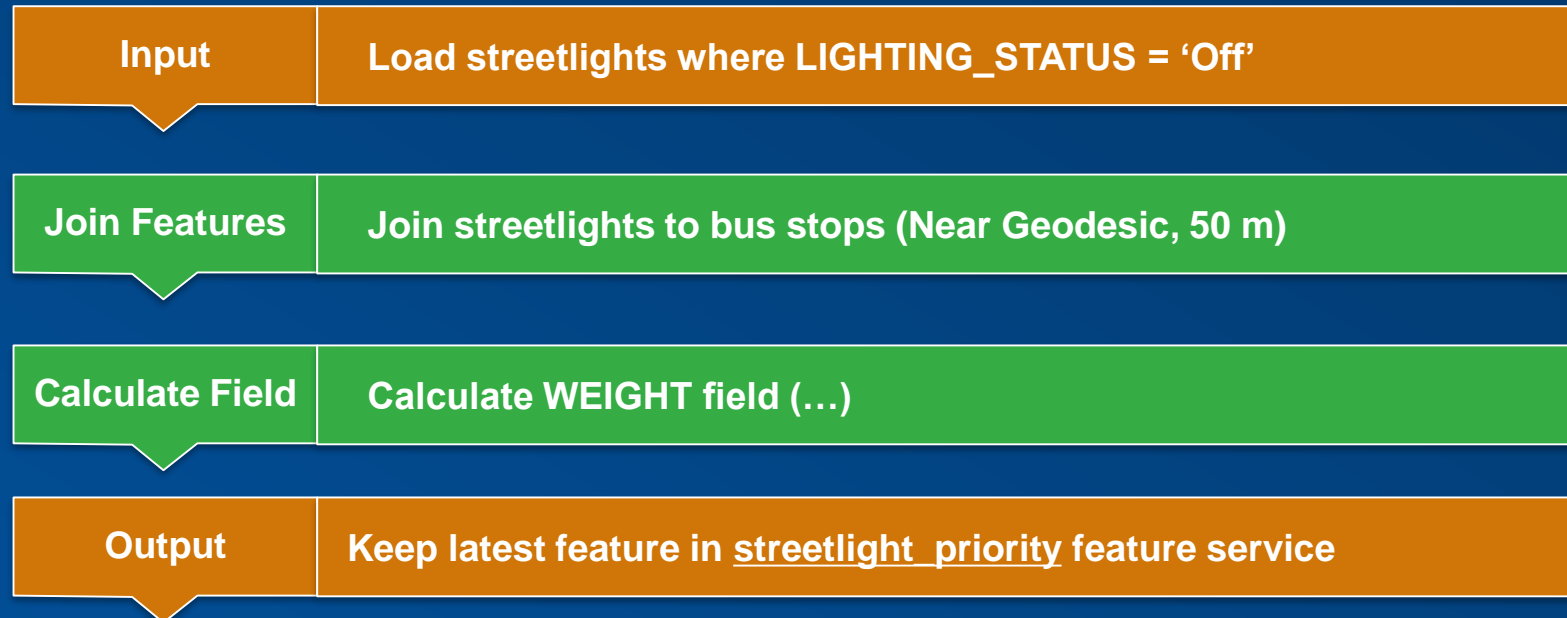 Input
Load streetlights where LIGHTING_STATUS = ‘Off’
Join Features
Join streetlights to bus stops (Near Geodesic, 50 m)
Calculate Field
Calculate WEIGHT field (…)
Output
Keep latest feature in streetlight_priority feature service